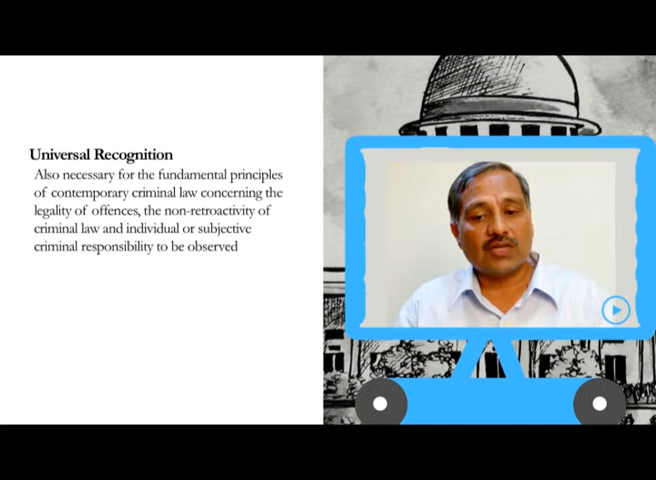 Universal Recognition
Also necessary for the fundamental principles
of contemporary criminal law concerning the
legality of offences, the non-retroactivity of
criminal law and individual or subjective
criminal responsibility to be observed